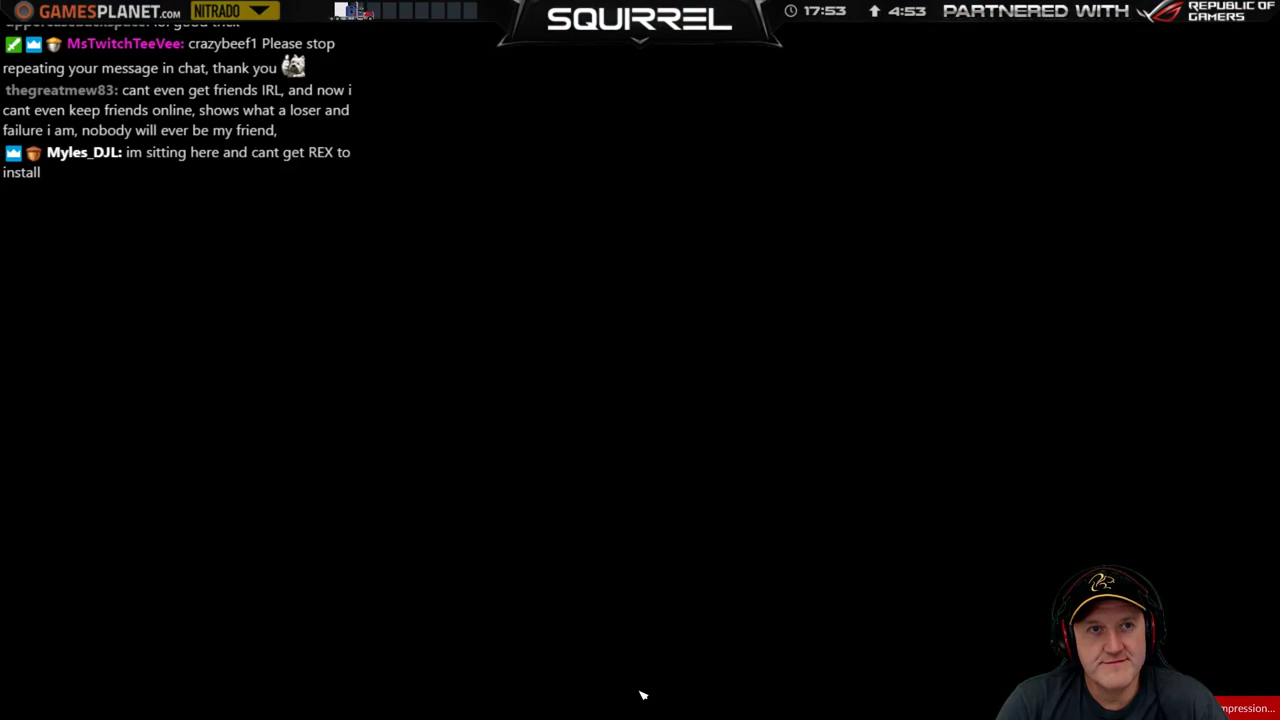 GAMESPLANET.COM NITRADO SQUIRREL 17:53 4:53 PARTNERED WITH REPUBLIC OF
GAMERS
MsTwitchTeeVee: crazybeef1 Please stop
repeating your message in chat, thank you
thegreatmew83: cant even get friends IRL, and now i
cant even keep friends online, shows what a loser and
failure i am, nobody will ever be my friend,
Myles_DJL: im sitting here and cant get REX to
install
mpression...